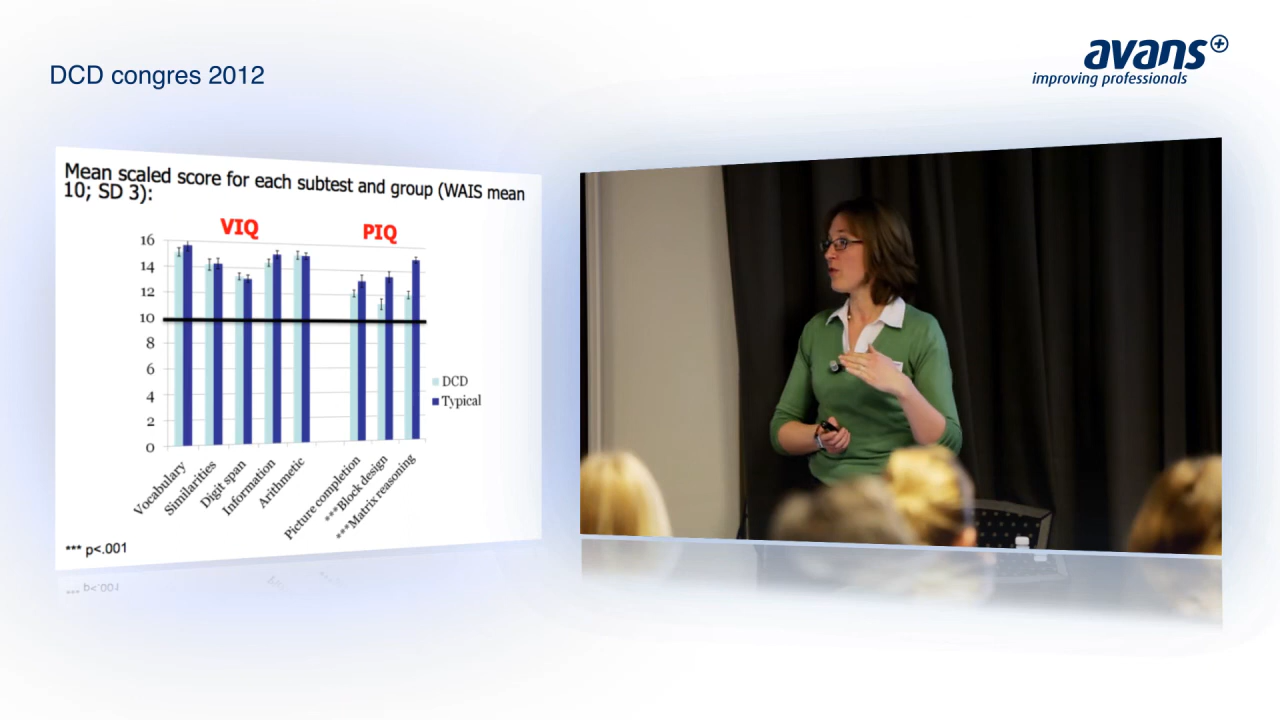 DCD congres 2012
avans+
improving professionals
Mean scaled score for each subtest and group (WAIS mean
10; SD 3):
VIQ
PIQ
16
14
12
10
8
6
4
2
0
DCD
Typical
Vocabulary
Similarities
Digit span
Information
Arithmetic
Picture completion
***Block design
***Matrix reasoning
*** p<.001